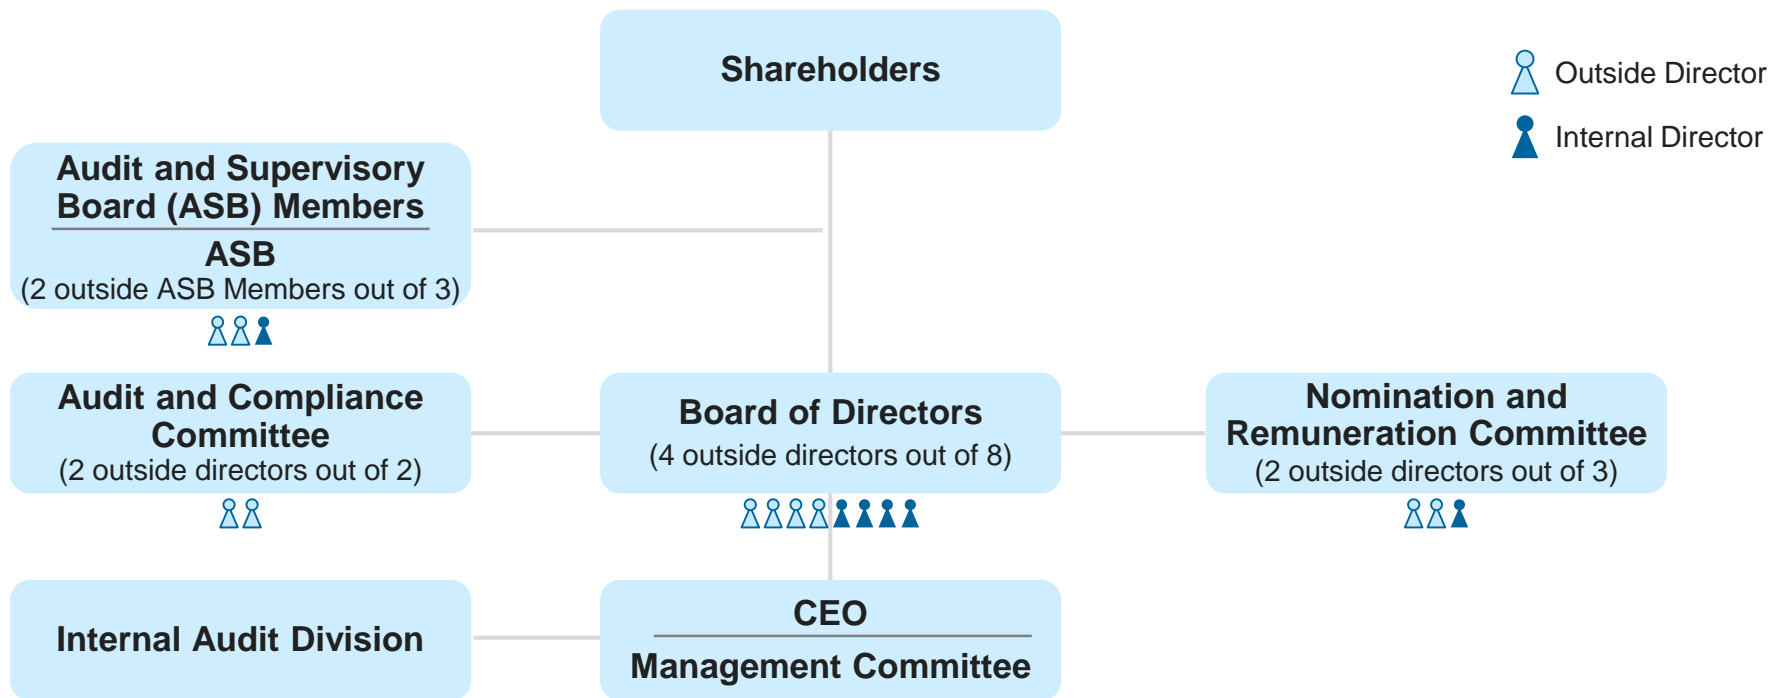 Shareholders
Outside Director
Internal Director
Audit and Supervisory
Board (ASB) Members
ASB
(2 outside ASB Members out of 3)
Audit and Compliance
Committee
(2 outside directors out of 2)
Board of Directors
(4 outside directors out of 8)
Nomination and
Remuneration Committee
(2 outside directors out of 3)
Internal Audit Division
CEO
Management Committee